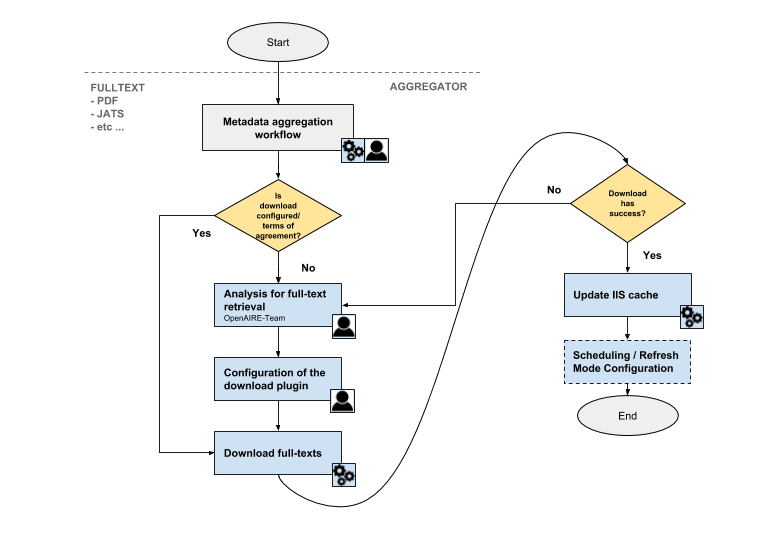 Start
FULLTEXT
- PDF
- JATS
- etc ...
AGGREGATOR
Metadata aggregation
workflow
Is
download
configured/
terms of
agreement?
Yes
No
Analysis for full-text
retrieval
OpenAIRE-Team
Configuration of the
download plugin
Download full-texts
Download
has
success?
No
Yes
Update IIS cache
Scheduling / Refresh
Mode Configuration
End